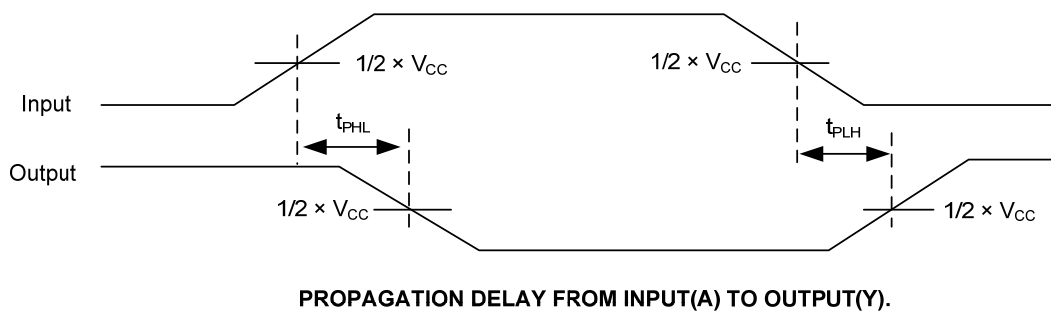 1/2 × VCC
1/2 × VCC
Input
tPHL
tPLH
Output
1/2 × VCC
1/2 × VCC
PROPAGATION DELAY FROM INPUT(A) TO OUTPUT(Y).